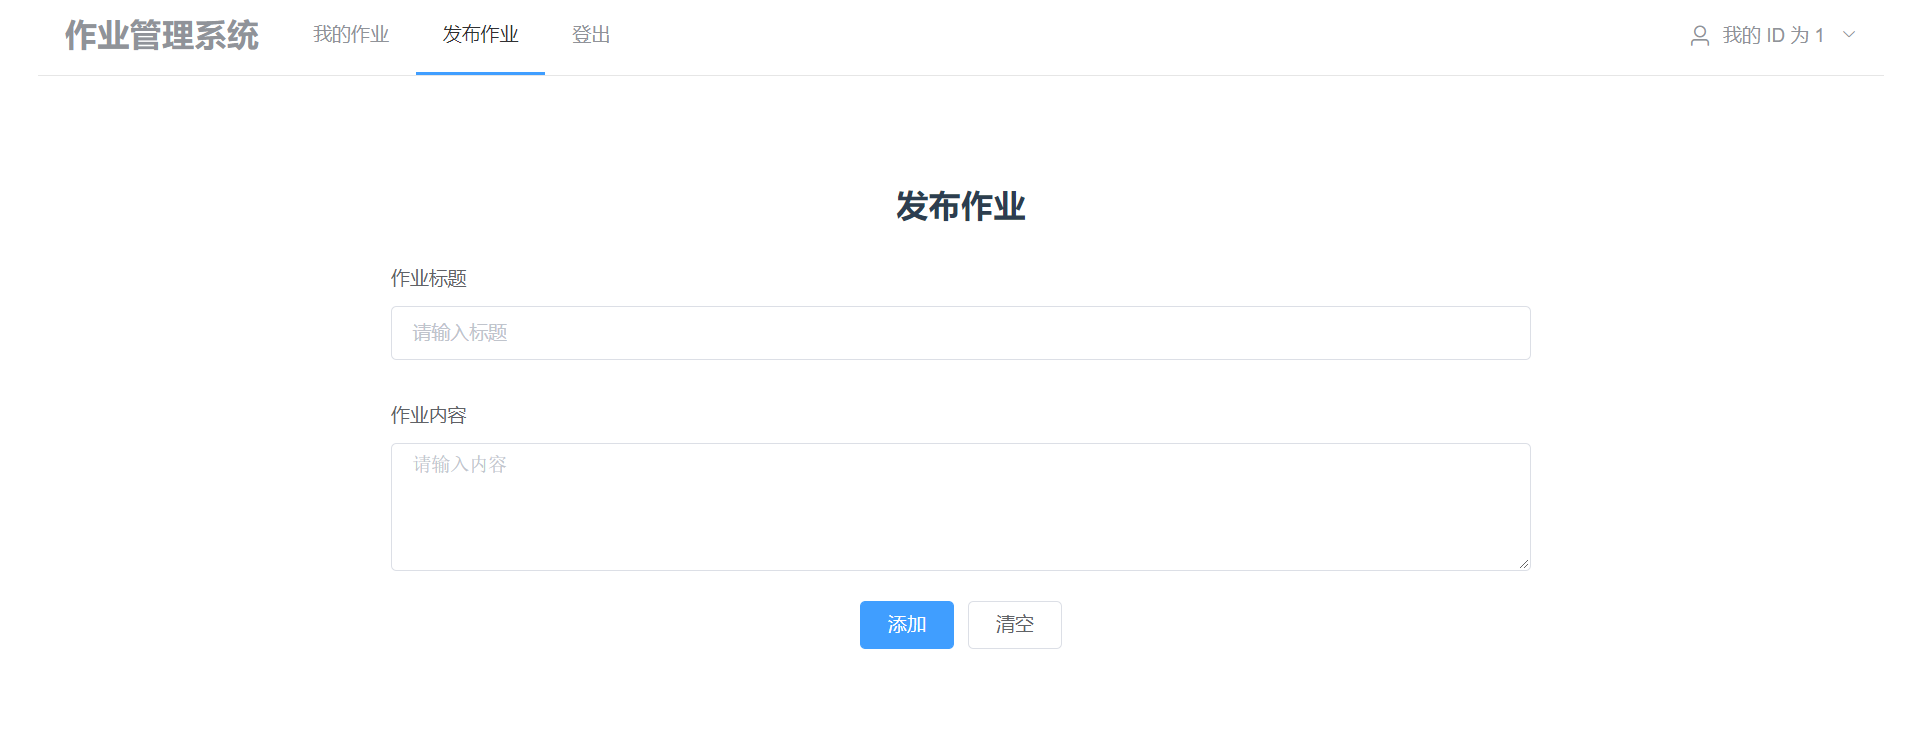 作业管理系统 我的作业 发布作业 登出 我的 ID 为 1
发布作业
作业标题
请输入标题
作业内容
请输入内容
添加 清空